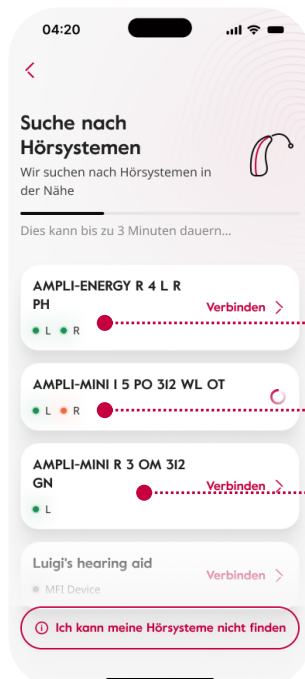 04:20
Suche nach
Hörsystemen
Wir suchen nach Hörsystemen in
der Nähe
Dies kann bis zu 3 Minuten dauern...
AMPLI-ENERGY R 4 L R
PH
Verbinden
L R
AMPLI-MINI I 5 PO 312 WL OT
L R
AMPLI-MINI R 3 OM 312
GN
Verbinden
L
Luigi's hearing aid
Verbinden
MFI Device
Ich kann meine Hörsysteme nicht finden